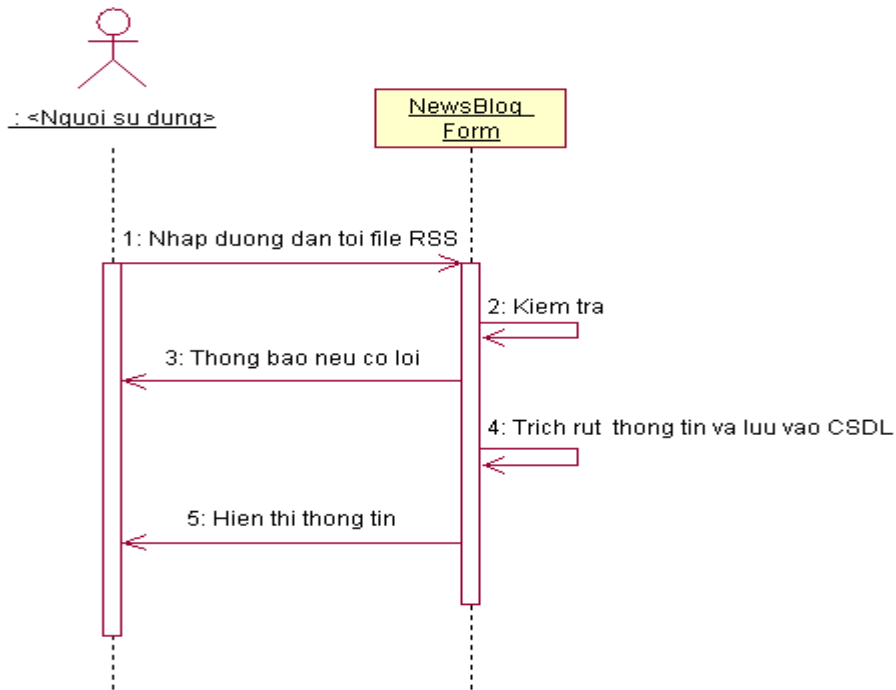 : <Nguoi su dung>
NewsBlog_
Form
1: Nhap duong dan toi file RSS
2: Kiem tra
3: Thong bao neu co loi
4: Trich rut thong tin va luu vao CSDL
5: Hien thi thong tin